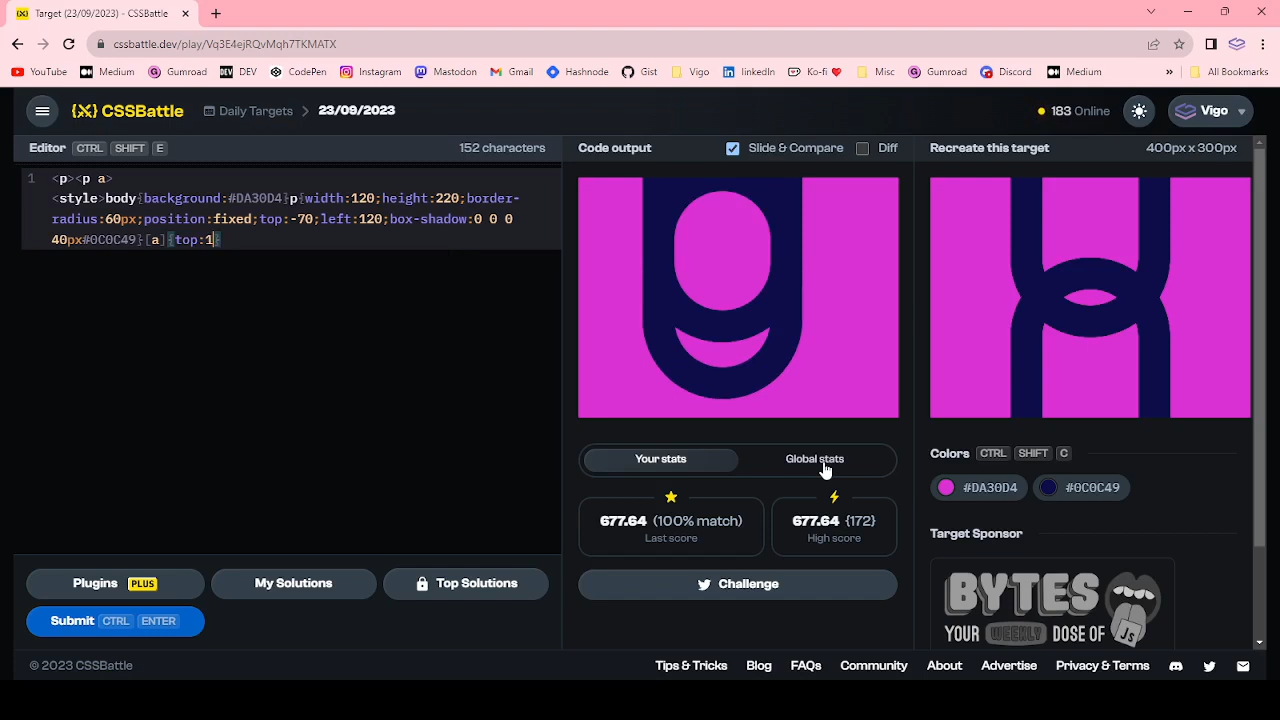 Target (23/09/2023) - CSSBattle
cssbattle.dev/play/Vq3E4ejRQvMqh7TKMATX
YouTube Medium Gumroad DEV CodePen Instagram Mastodon Gmail Hashnode Gist Vigo linkedIn Ko-fi Misc Gumroad Discord Medium » All Bookmarks
{X} CSSBattle Daily Targets 23/09/2023 183 Online Vigo
Editor CTRL SHIFT E 152 characters
Code output Slide & Compare Diff
Recreate this target 400px x 300px
1 <p><p a>
<style>body{background:#DA30D4}p{width:120;height:220;border-
radius:60px;position:fixed;top:-70;left:120;box-shadow:0 0 0
40px#0C0C49}[a]{top:1}
Your stats Global stats
677.64 (100% match)
Last score
677.64 {172}
High score
Challenge
Colors CTRL SHIFT C
#DA30D4 #0C0C49
Target Sponsor
BYTES
YOUR WEEKLY DOSE OF JS
Plugins PLUS My Solutions Top Solutions
Submit CTRL ENTER
© 2023 CSSBattle Tips & Tricks Blog FAQs Community About Advertise Privacy & Terms